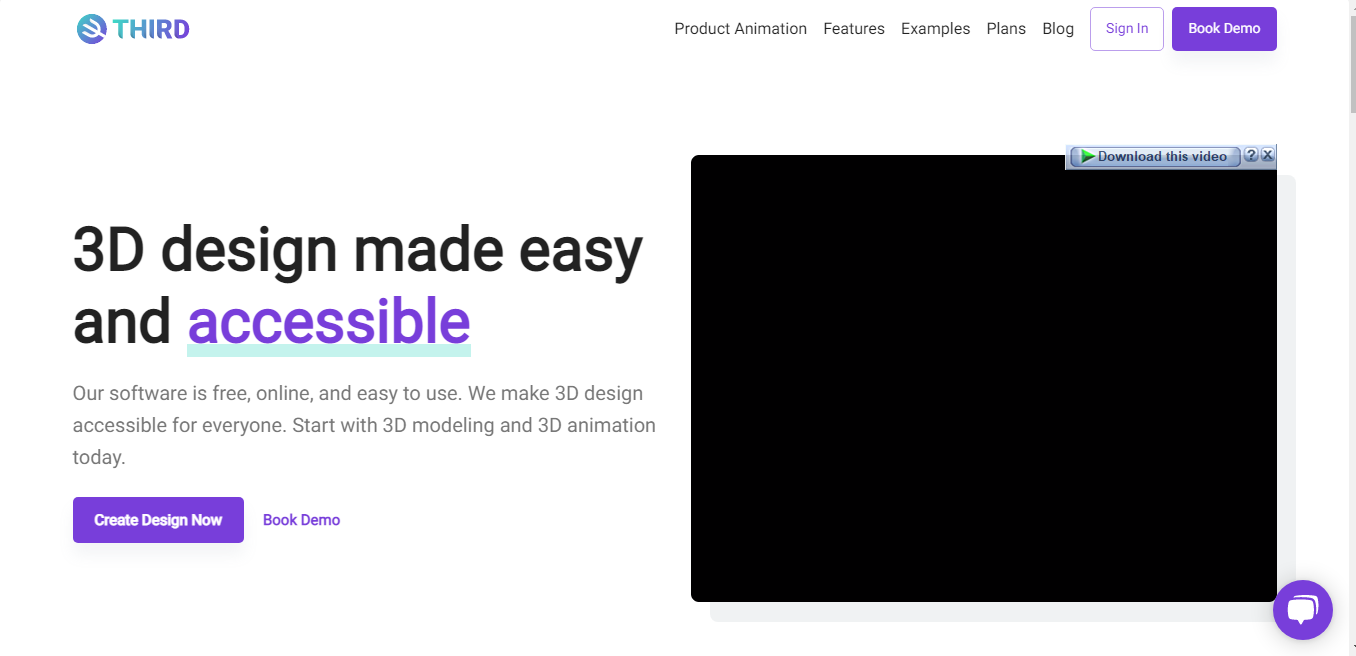 THIRD
Product Animation Features Examples Plans Blog Sign In Book Demo
Download this video ? X
3D design made easy
and accessible
Our software is free, online, and easy to use. We make 3D design
accessible for everyone. Start with 3D modeling and 3D animation
today.
Create Design Now Book Demo